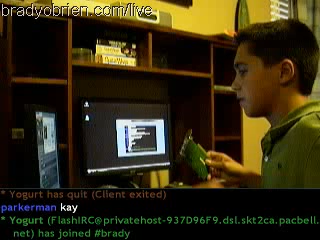 bradyobrien.com/live
* Yogurt has quit (Client exited)
parkerman kay
* Yogurt (FlashIRC@privatehost-937D96F9.dsl.skt2ca.pacbell.
net) has joined #brady